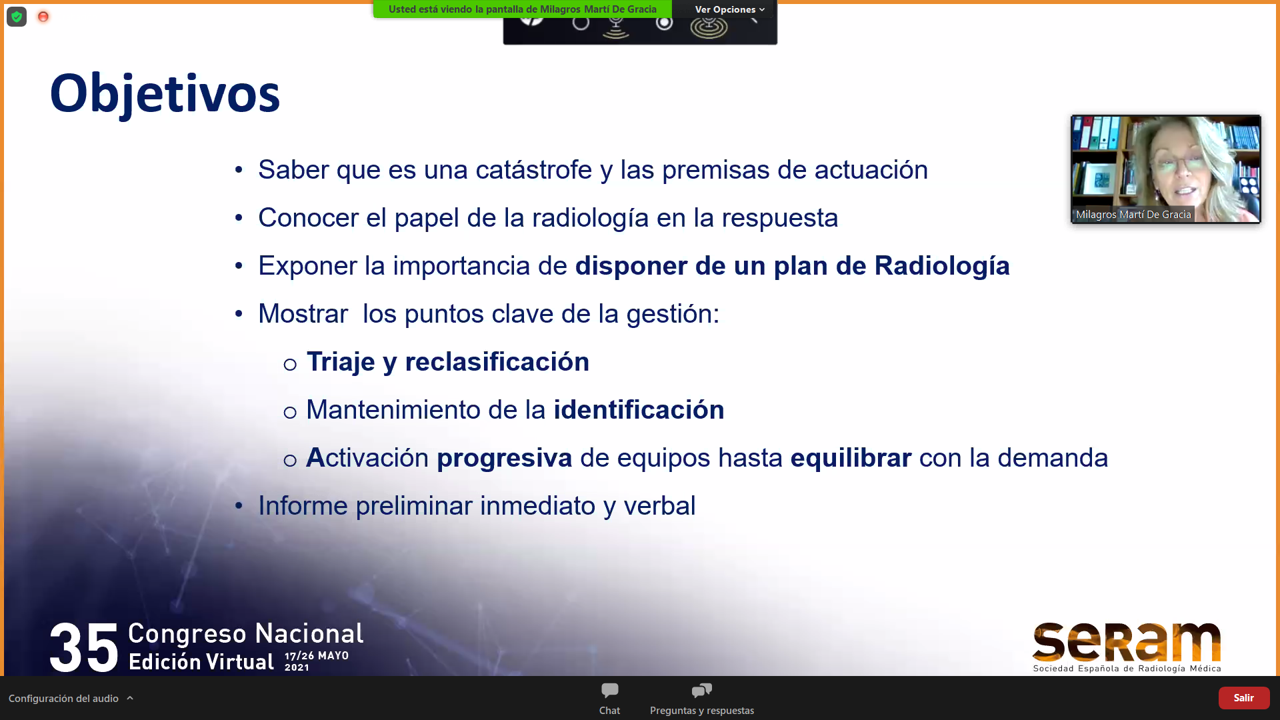 Usted está viendo la pantalla de Milagros Martí De Gracia
Ver Opciones
Objetivos
• Saber que es una catástrofe y las premisas de actuación
• Conocer el papel de la radiología en la respuesta
• Exponer la importancia de disponer de un plan de Radiología
• Mostrar los puntos clave de la gestión:
o Triaje y reclasificación
o Mantenimiento de la identificación
o Activación progresiva de equipos hasta equilibrar con la demanda
• Informe preliminar inmediato y verbal
Milagros Martí De Gracia
35 Congreso Nacional
Edición Virtual 17/26 MAYO 2021
seram
Sociedad Española de Radiología Médica
Configuración del audio
Chat
Preguntas y respuestas
Salir